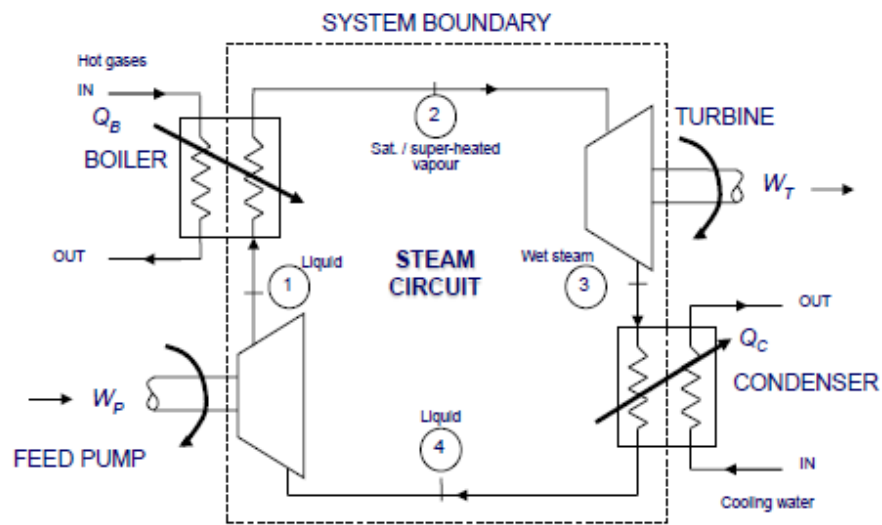 SYSTEM BOUNDARY
Hot gases
IN
Q_B
BOILER
OUT
2
Sat. / super-heated
vapour
TURBINE
W_T
Liquid
1
STEAM
CIRCUIT
Wet steam
3
OUT
Q_C
CONDENSER
W_P
FEED PUMP
Liquid
4
IN
Cooling water